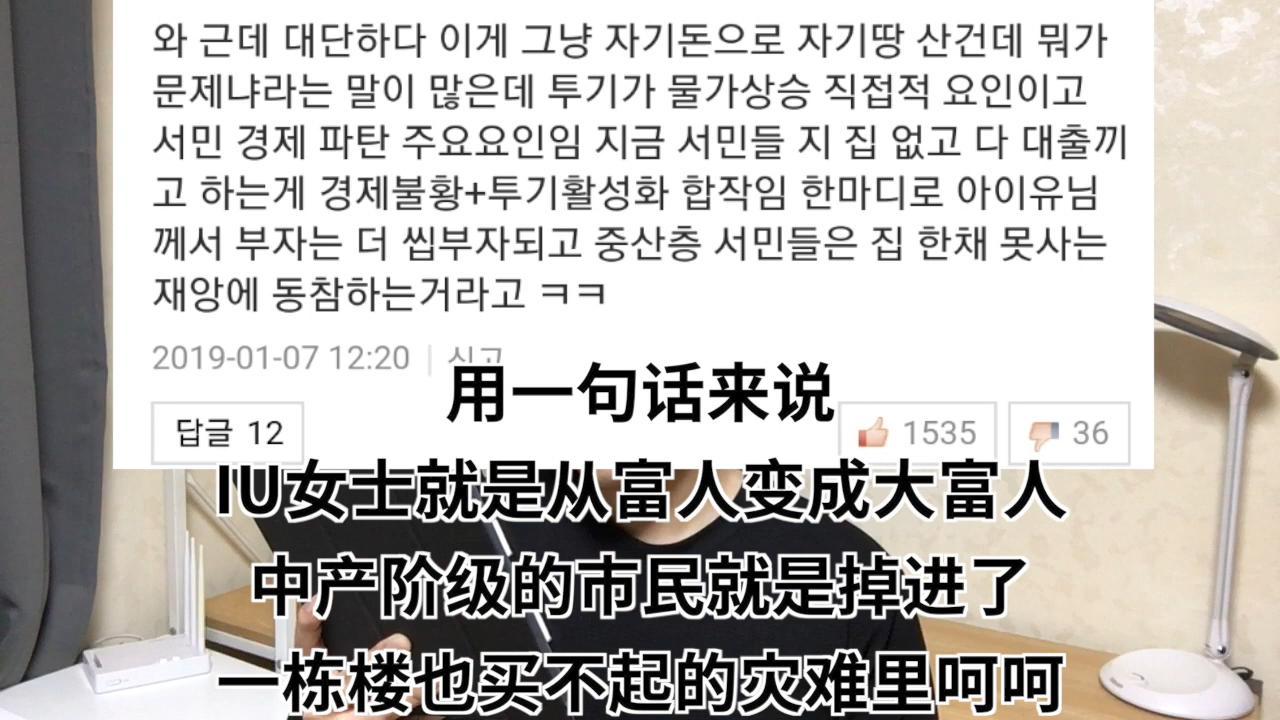 와 근데 대단하다 이게 그냥 자기돈으로 자기땅 산건데 뭐가
문제냐라는 말이 많은데 투기가 물가상승 직접적 요인이고
서민 경제 파탄 주요요인임 지금 서민들 지 집 없고 다 대출끼
고 하는게 경제불황+투기활성화 합작임 한마디로 아이유님
께서 부자는 더 씹부자되고 중산층 서민들은 집 한채 못사는
재앙에 동참하는거라고 ㅋㅋ
2019-01-07 12:20 | 신고
用一句话来说
답글 12
1535
36
IU女士就是从富人变成大富人
中产阶级的市民就是掉进了
一栋楼也买不起的灾难里呵呵